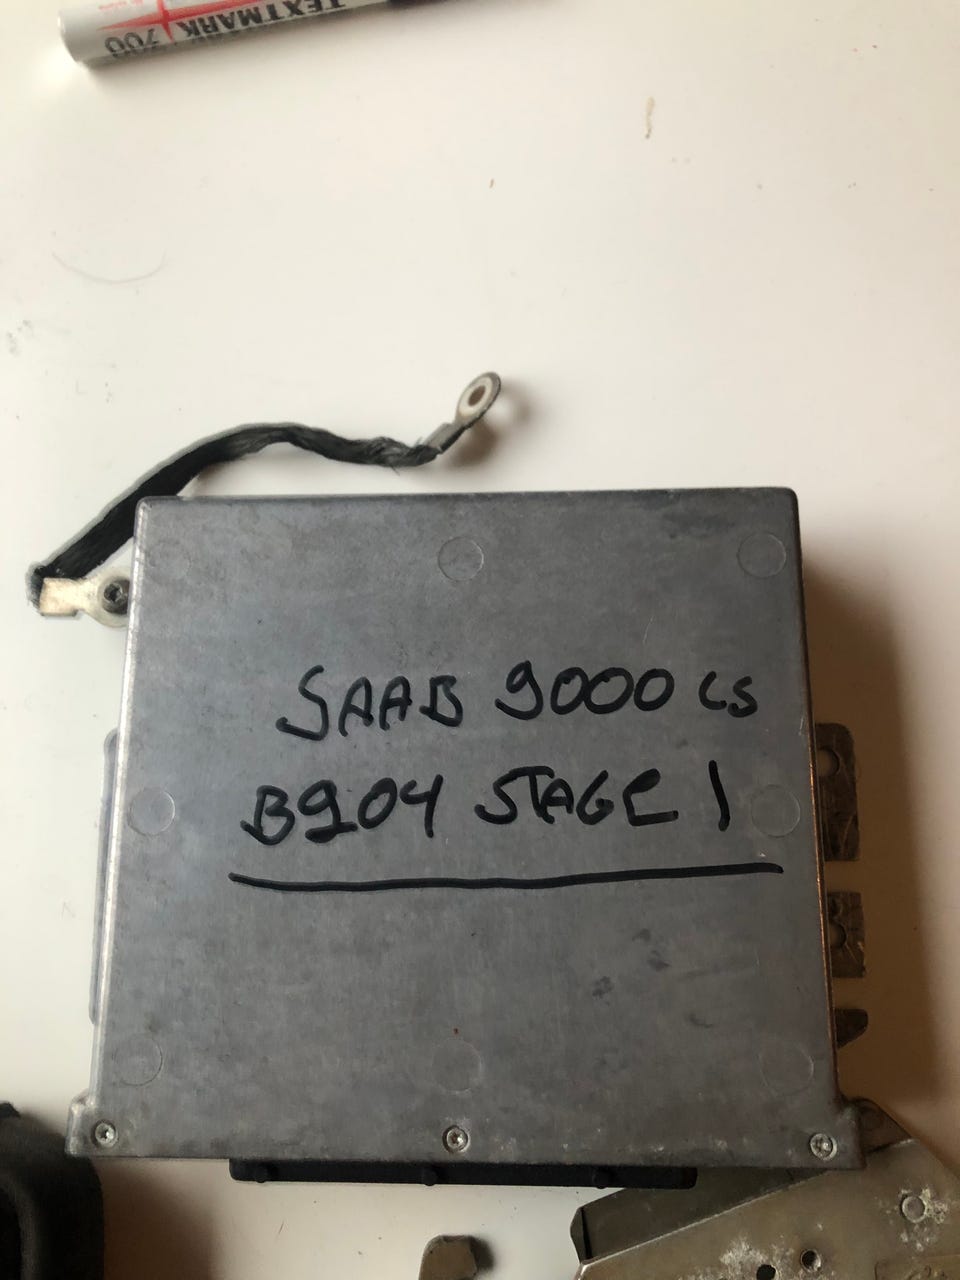 TEXTMARK
700
SAAB 9000 CS
B204 STAGE 1